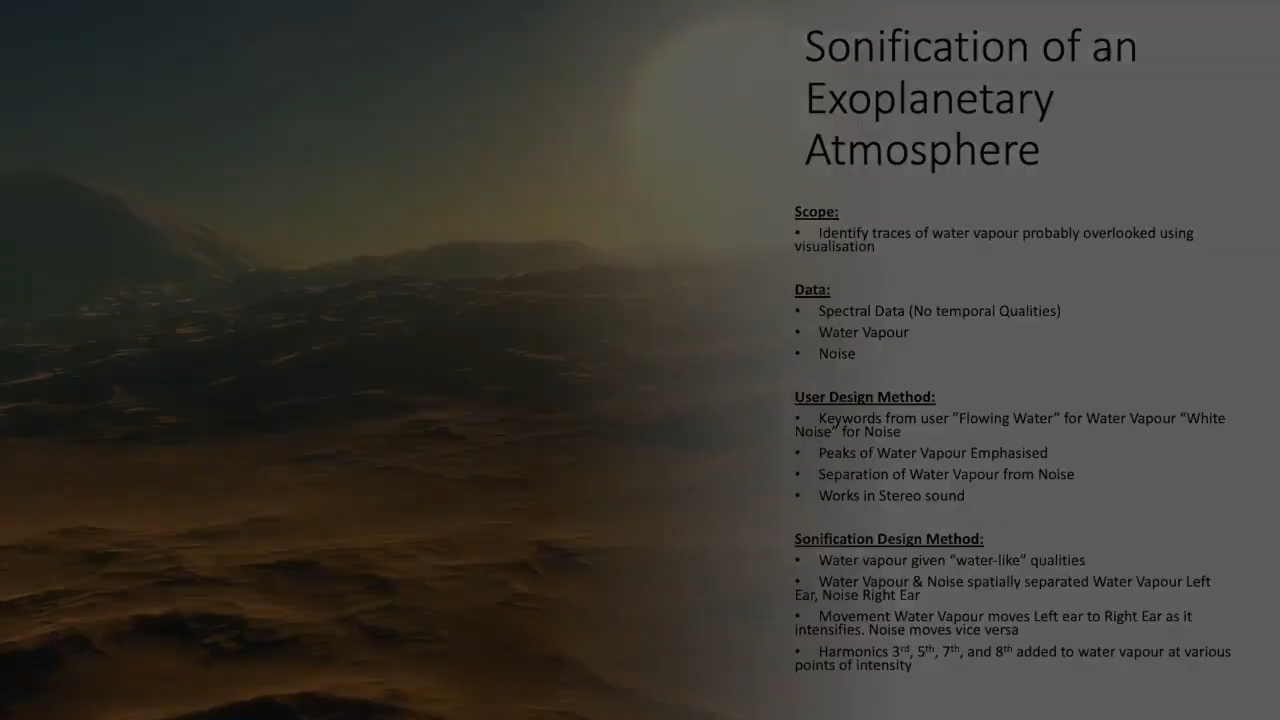 Sonification of an
Exoplanetary
Atmosphere
Scope:
• Identify traces of water vapour probably overlooked using
visualisation
Data:
• Spectral Data (No temporal Qualities)
• Water Vapour
• Noise
User Design Method:
• Keywords from user ”Flowing Water” for Water Vapour “White
Noise” for Noise
• Peaks of Water Vapour Emphasised
• Separation of Water Vapour from Noise
• Works in Stereo sound
Sonification Design Method:
• Water vapour given “water-like” qualities
• Water Vapour & Noise spatially separated Water Vapour Left
Ear, Noise Right Ear
• Movement Water Vapour moves Left ear to Right Ear as it
intensifies. Noise moves vice versa
• Harmonics 3rd, 5th, 7th, and 8th added to water vapour at various
points of intensity